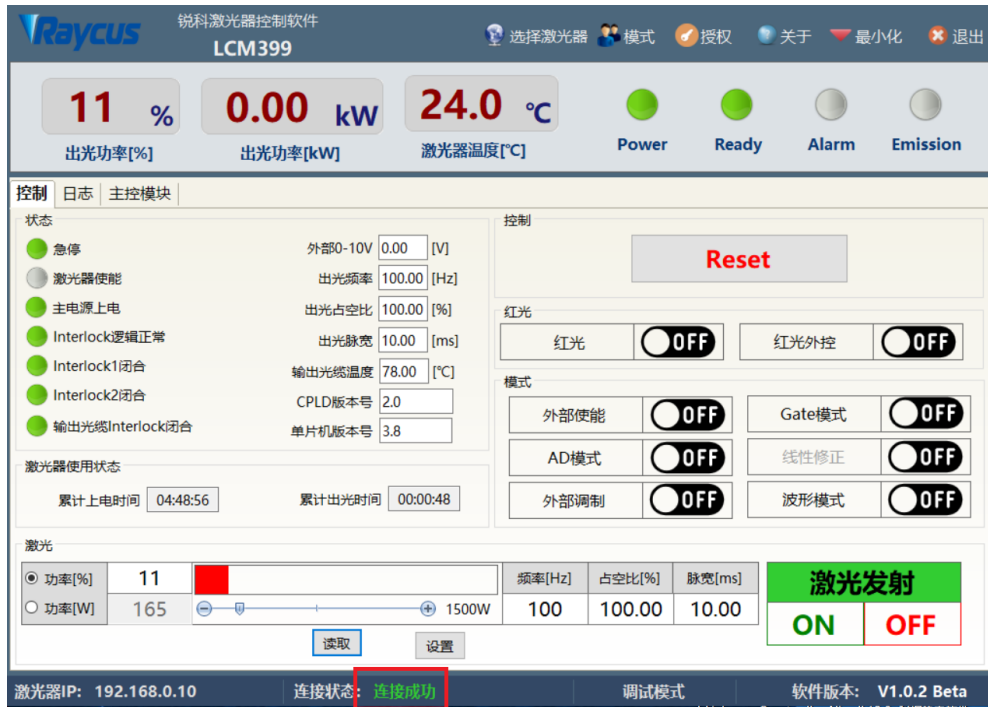 Raycus
锐科激光器控制软件
LCM399
选择激光器 模式 授权 关于 最小化 退出
11 % 0.00 kW 24.0 ℃
出光功率[%] 出光功率[kW] 激光器温度[℃] Power Ready Alarm Emission
控制 日志 主控模块
状态
急停
激光器使能
主电源上电
Interlock逻辑正常
Interlock1闭合
Interlock2闭合
输出光缆Interlock闭合
外部0-10V 0.00 [V]
出光频率 100.00 [Hz]
出光占空比 100.00 [%]
出光脉宽 10.00 [ms]
输出光缆温度 78.00 [℃]
CPLD版本号 2.0
单片机版本号 3.8
激光器使用状态
累计上电时间 04:48:56 累计出光时间 00:00:48
控制
Reset
红光
红光 OFF 红光外控 OFF
模式
外部使能 OFF Gate模式 OFF
AD模式 OFF 线性修正 OFF
外部调制 OFF 波形模式 OFF
激光
功率[%] 11
功率[W] 165 1500W
读取 设置
频率[Hz] 占空比[%] 脉宽[ms]
100 100.00 10.00
激光发射
ON OFF
激光器IP: 192.168.0.10 连接状态: 连接成功 调试模式 软件版本: V1.0.2 Beta